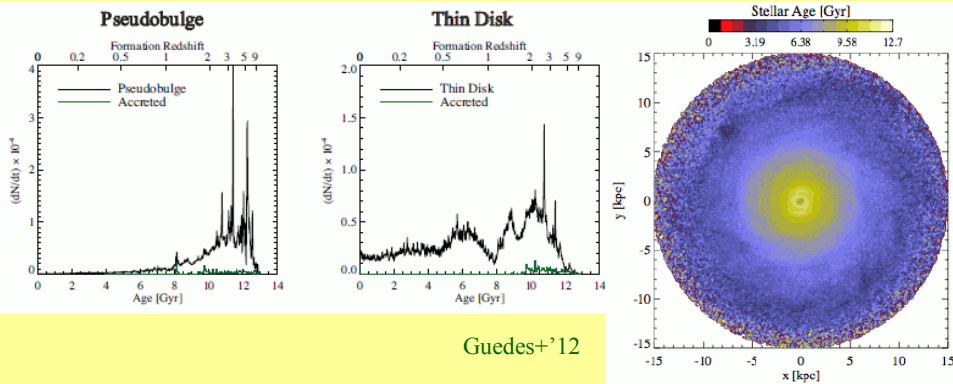 Pseudobulge
Formation Redshift
0 0.2 0.5 1 2 3 5 9
Pseudobulge
Accreted
(dN/dt) × 10⁻⁴
4
3
2
1
0
0 2 4 6 8 10 12 14
Age [Gyr]
Thin Disk
Formation Redshift
0 0.2 0.5 1 2 3 5 9
Thin Disk
Accreted
(dN/dt) × 10⁻⁴
2.0
1.5
1.0
0.5
0.0
0 2 4 6 8 10 12 14
Age [Gyr]
Stellar Age [Gyr]
0 3.19 6.38 9.58 12.7
y [kpc]
15
10
5
0
-5
-10
-15
-15 -10 -5 0 5 10 15
x [kpc]
Guedes+’12